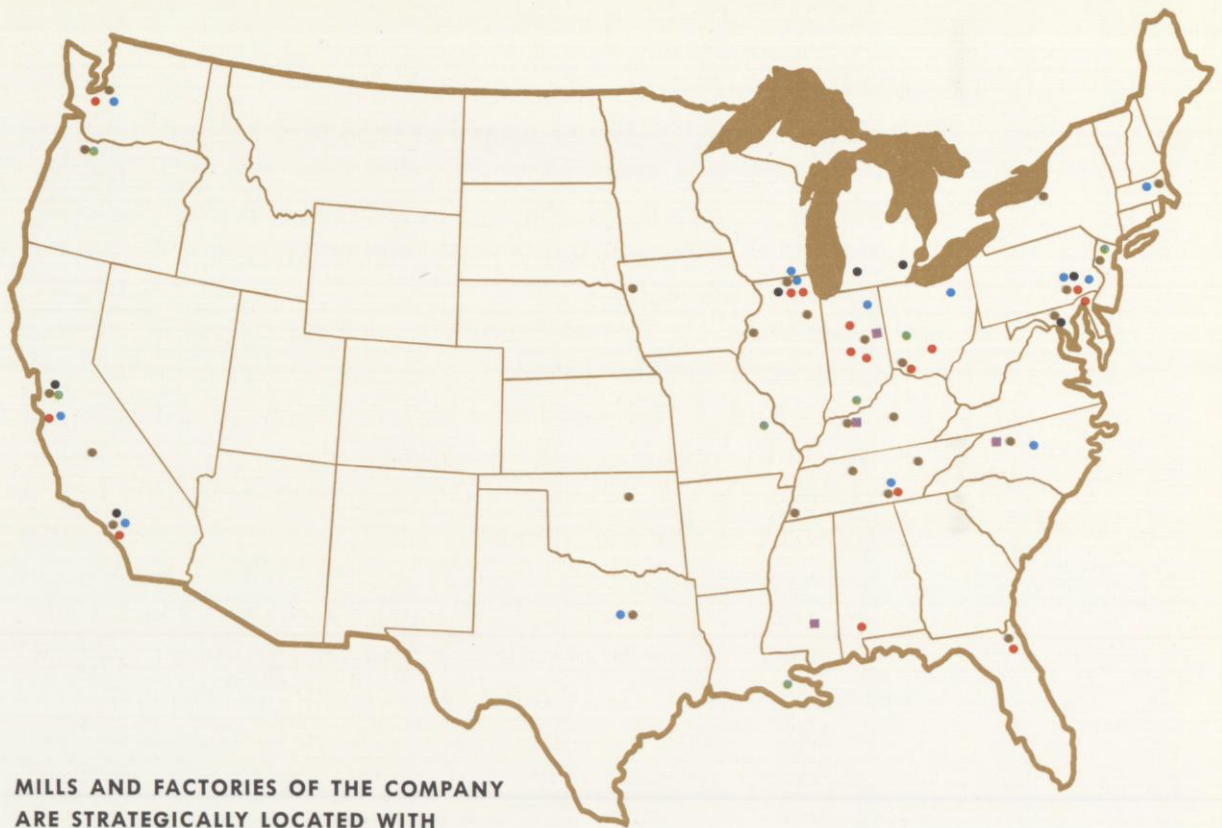 MILLS AND FACTORIES OF THE COMPANY
ARE STRATEGICALLY LOCATED WITH